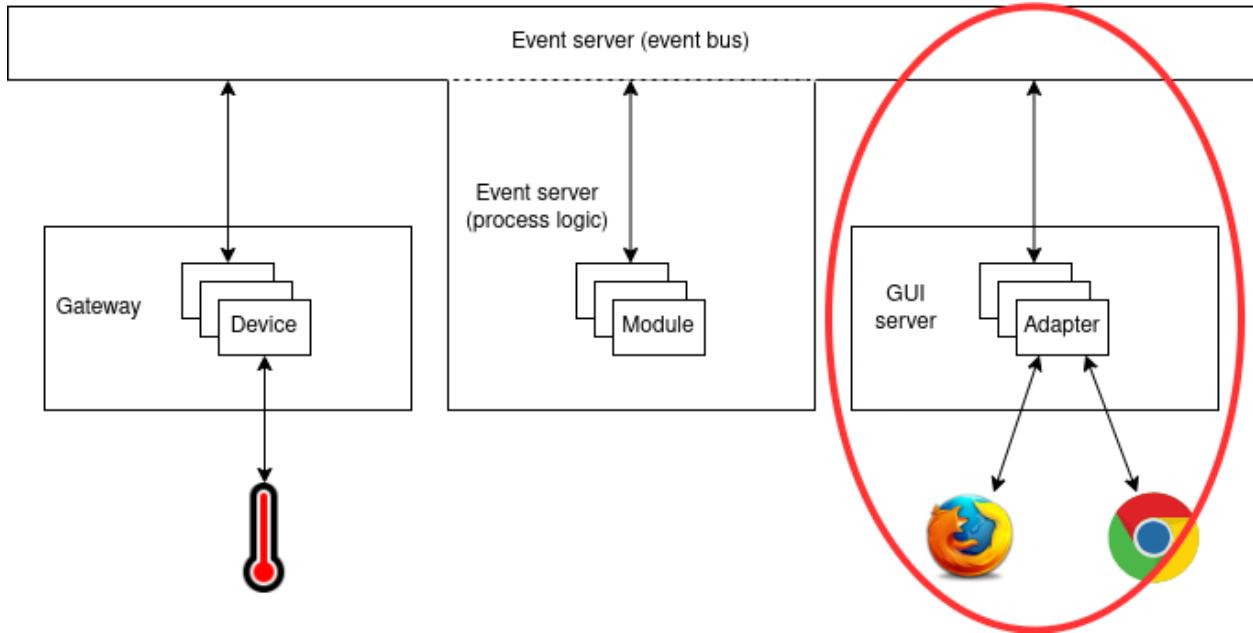 Event server (event bus)
Event server
(process logic)
Gateway
Device
Module
GUI
server
Adapter